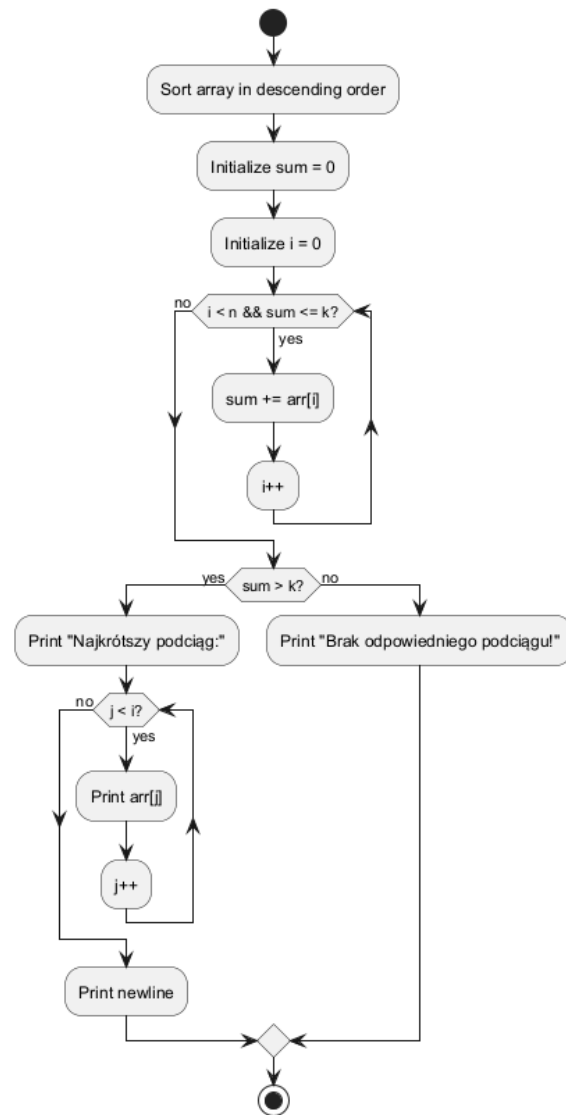 Sort array in descending order
Initialize sum = 0
Initialize i = 0
no
i < n && sum <= k?
yes
sum += arr[i]
i++
yes
sum > k?
no
Print "Najkrótszy podciąg:"
Print "Brak odpowiedniego podciągu!"
no
j < i?
yes
Print arr[j]
j++
Print newline